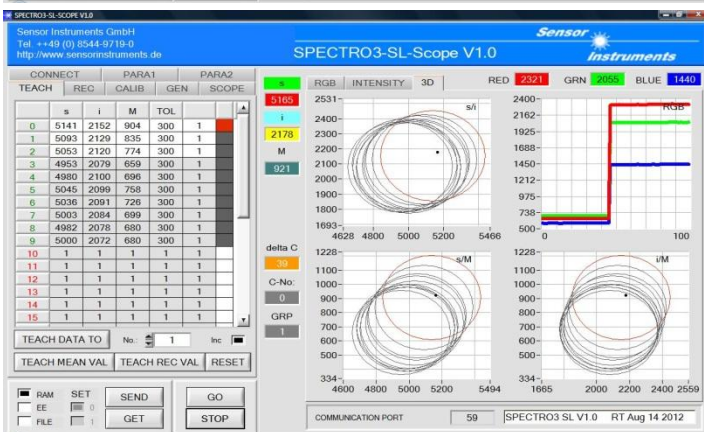 SPECTRO3-SL-SCOPE V1.0
Sensor Instruments GmbH
Tel. ++49 (0) 8544-9719-0
http://www.sensorinstruments.de
SPECTRO3-SL-Scope V1.0
Sensor
Instruments
CONNECT PARA1 PARA2
TEACH REC CALIB GEN SCOPE
s i M TOL
0 5141 2152 904 300 1
1 5093 2129 835 300 1
2 5053 2120 774 300 1
3 4953 2079 659 300 1
4 4980 2100 696 300 1
5 5045 2099 758 300 1
6 5036 2091 726 300 1
7 5003 2084 699 300 1
8 4982 2078 680 300 1
9 5000 2072 680 300 1
10 1 1 1 1 1
11 1 1 1 1 1
12 1 1 1 1 1
13 1 1 1 1 1
14 1 1 1 1 1
15 1 1 1 1 1
TEACH DATA TO No.: 1 Inc
TEACH MEAN VAL TEACH REC VAL RESET
RAM SET SEND GO
EE 0
FILE 1 GET STOP
s
5165
i
2178
M
921
delta C
39
C-No:
0
GRP
1
RGB INTENSITY 3D RED 2321 GRN 2055 BLUE 1440
s/i
2531
2400
2300
2200
2100
2000
1900
1800
1693
4628 4800 5000 5200 5466
RGB
2400
2162
1925
1688
1450
1212
975
738
500
0 100
s/M
1228
1100
1000
900
800
700
600
500
334
4600 4800 5000 5200 5494
i/M
1228
1100
1000
900
800
700
600
500
334
1665 2000 2200 2400 2559
COMMUNICATION PORT 59 SPECTRO3 SL V1.0 RT Aug 14 2012